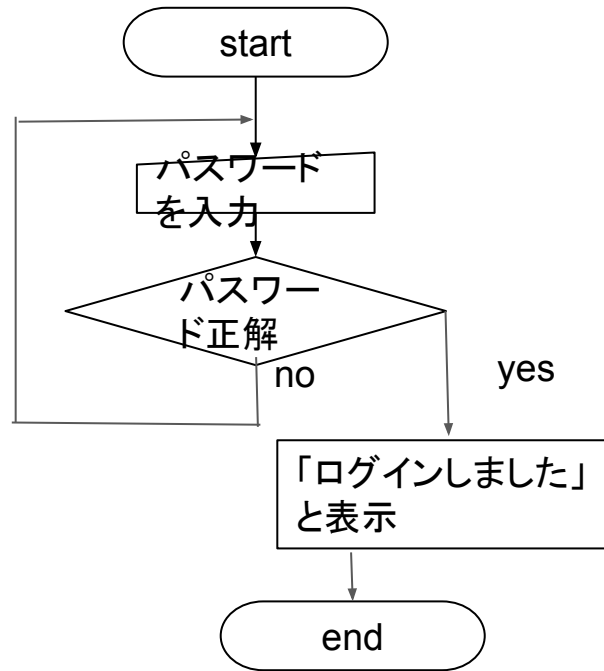 start
パスワード
を入力
パスワー
ド正解
no
yes
「ログインしました」
と表示
end